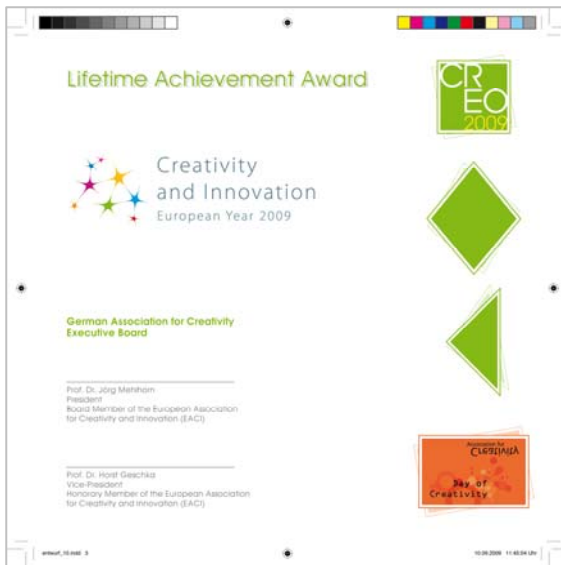 Lifetime Achievement Award
CR
EO
2009
Creativity
and Innovation
European Year 2009
German Association for Creativity
Executive Board
Prof. Dr. Jörg Mehlhorn
President
Board Member of the European Association
for Creativity and Innovation (EACI)
Association for
Creativity
Day of
Creativity
Prof. Dr. Horst Geschka
Vice-President
Honorary Member of the European Association
for Creativity and Innovation (EACI)
entwurf_10.indd 3